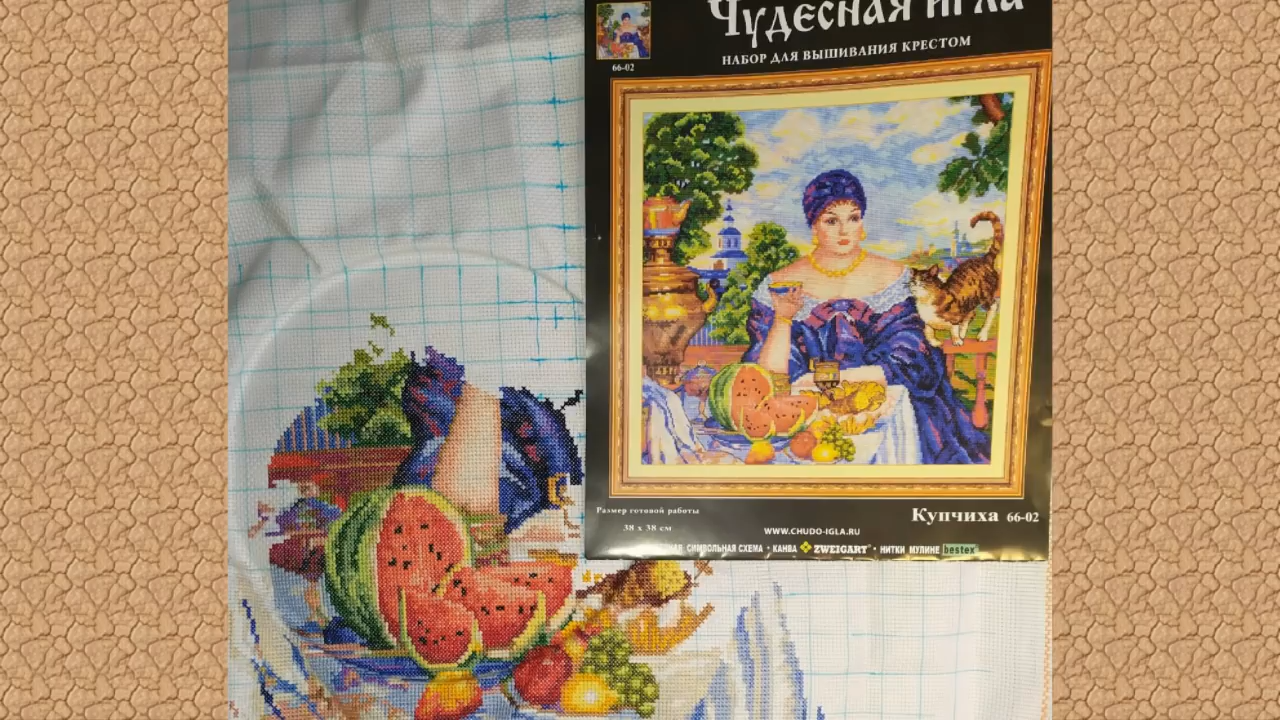 Чудесная игла
НАБОР ДЛЯ ВЫШИВАНИЯ КРЕСТОМ
66-02
Размер готовой работы
38 x 38 см
Купчиха 66-02
WWW.CHUDO-IGLA.RU
СИМВОЛЬНАЯ СХЕМА • КАНВА ZWEIGART • НИТКИ МУЛИНЕ bestex